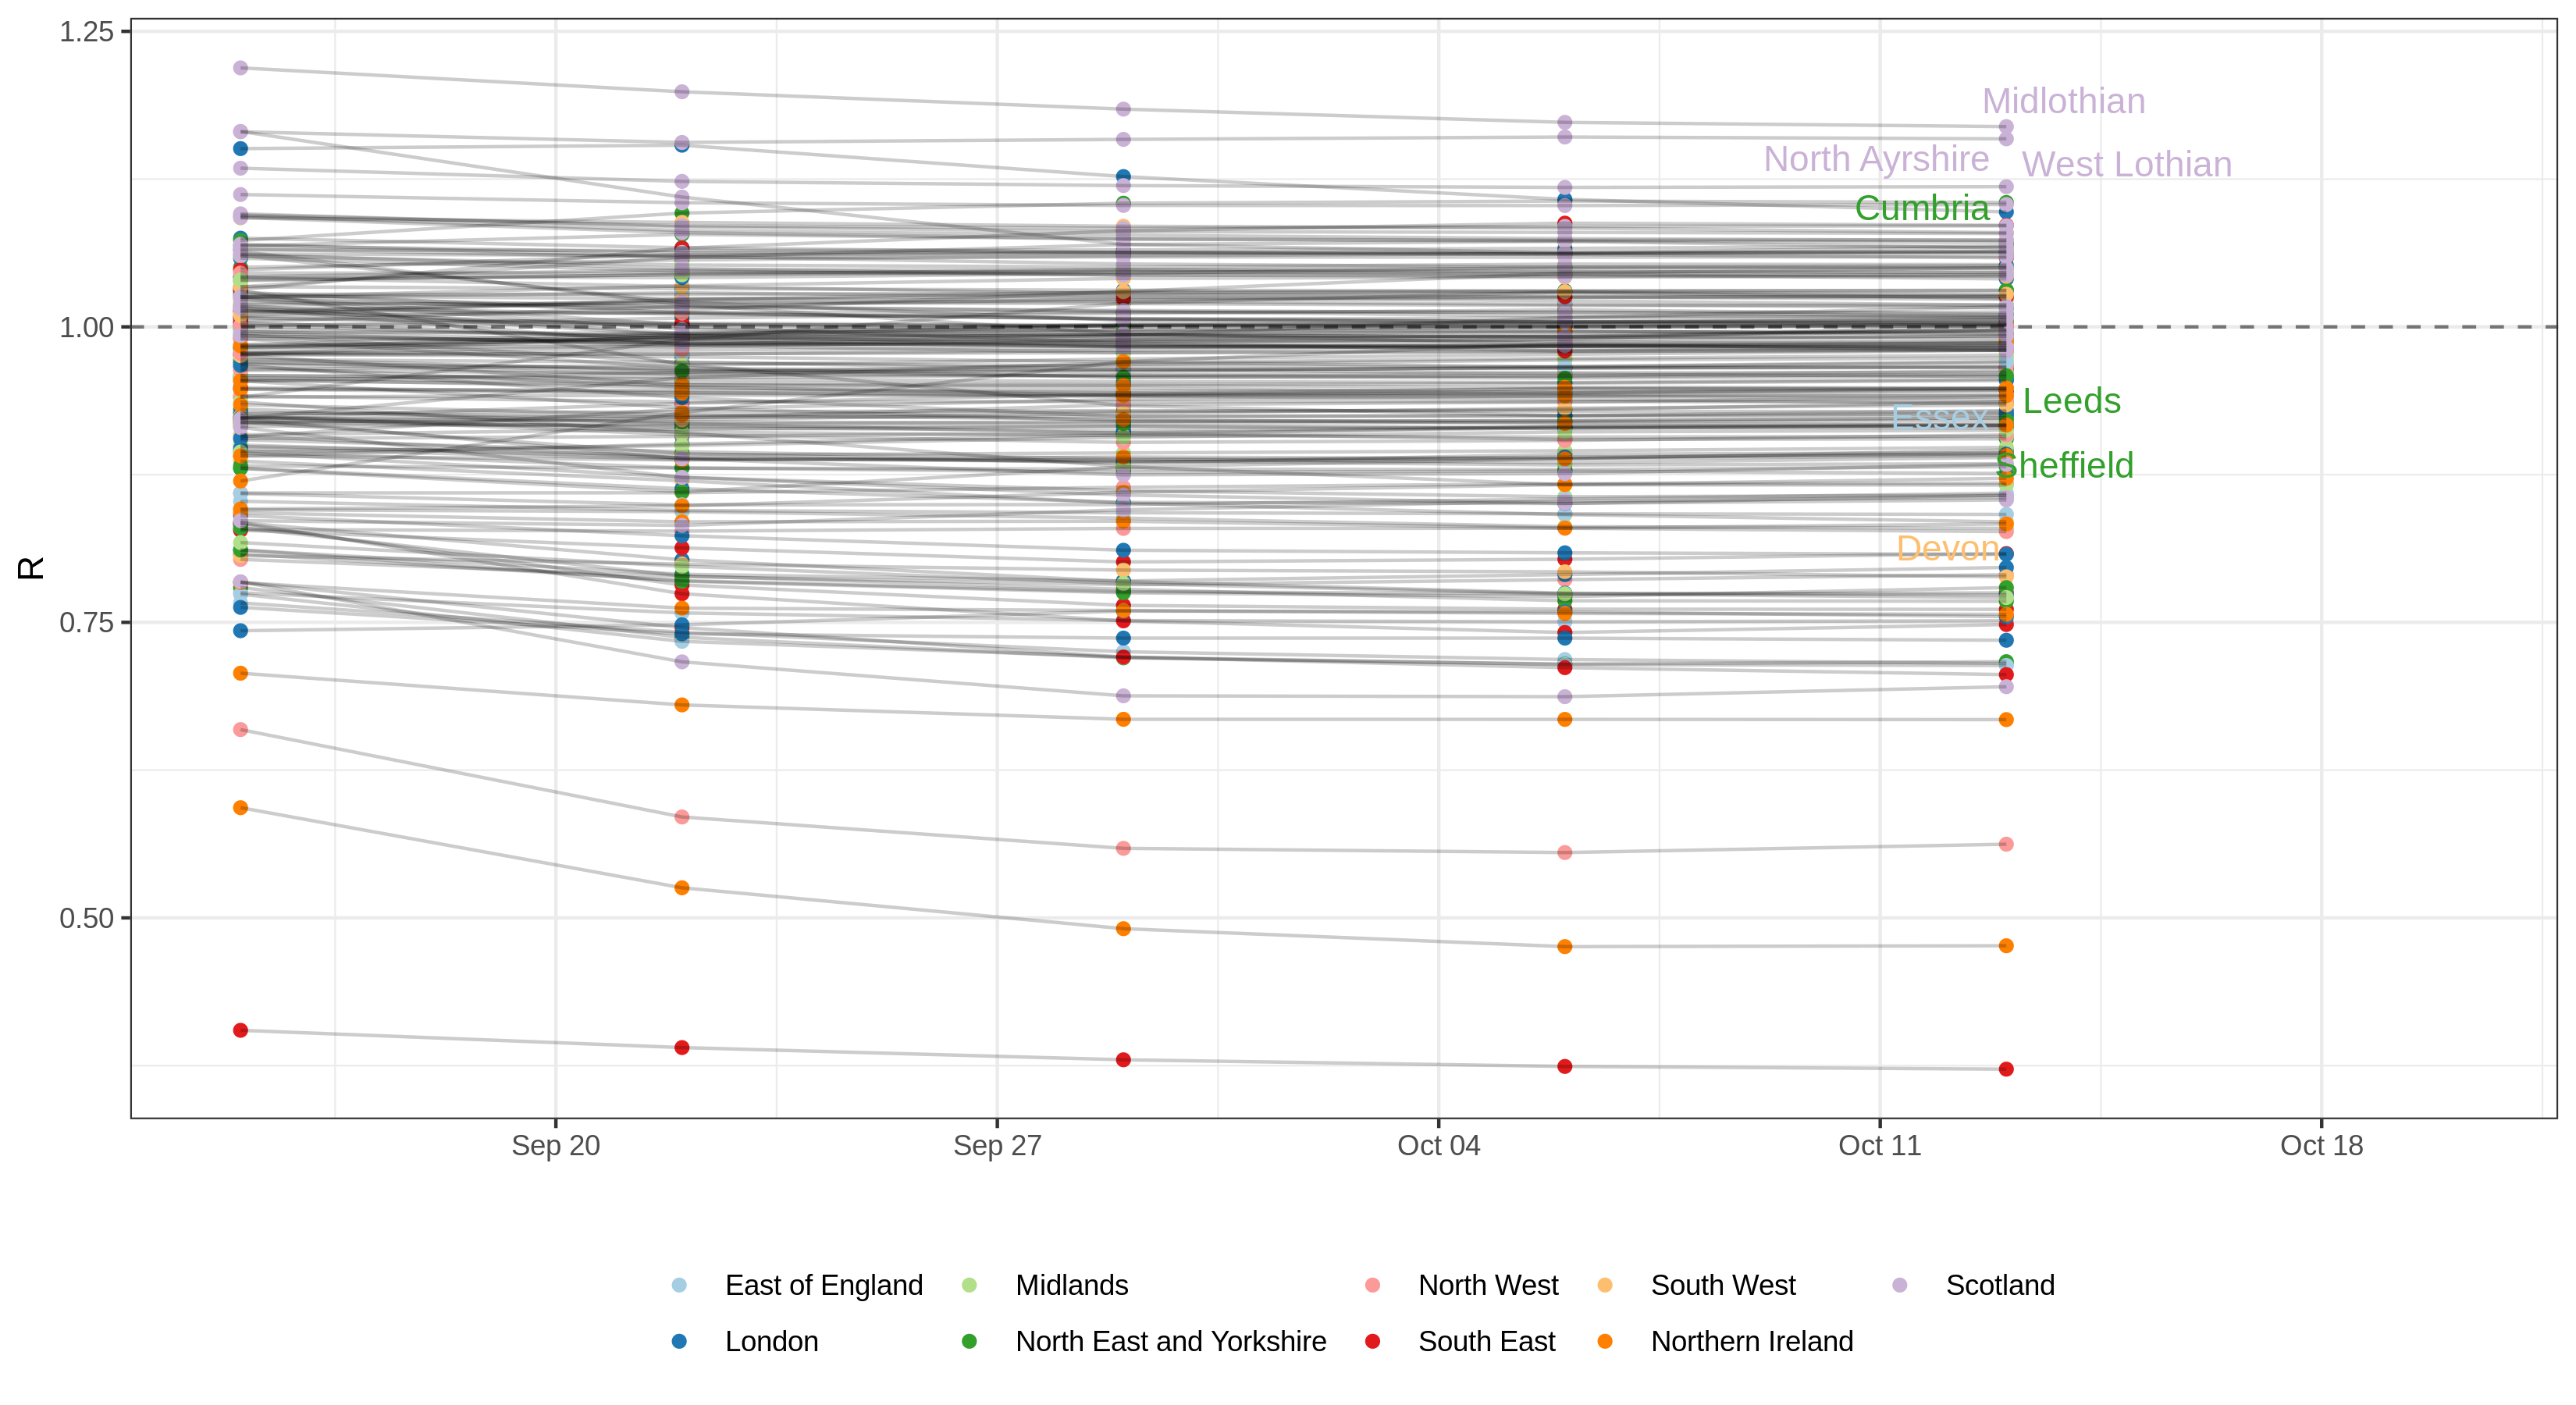 1.25
1.00
0.75
0.50
R
Midlothian
North Ayrshire
West Lothian
Cumbria
Leeds
Essex
Sheffield
Devon
Sep 20
Sep 27
Oct 04
Oct 11
Oct 18
East of England
Midlands
North West
South West
Scotland
London
North East and Yorkshire
South East
Northern Ireland